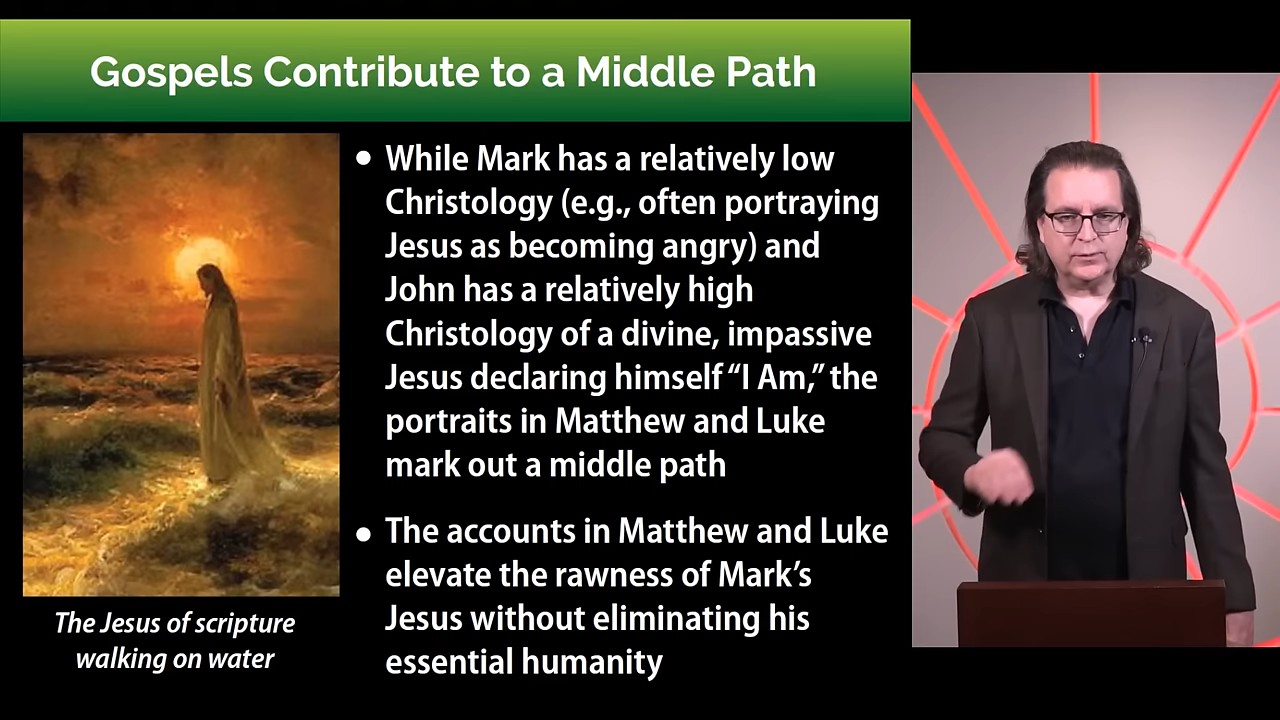 Gospels Contribute to a Middle Path
● While Mark has a relatively low
Christology (e.g., often portraying
Jesus as becoming angry) and
John has a relatively high
Christology of a divine, impassive
Jesus declaring himself “I Am,” the
portraits in Matthew and Luke
mark out a middle path
● The accounts in Matthew and Luke
elevate the rawness of Mark’s
Jesus without eliminating his
essential humanity
The Jesus of scripture
walking on water